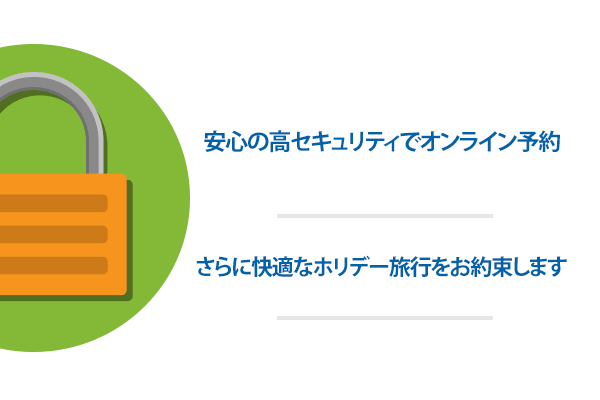 安心の高セキュリティでオンライン予約
さらに快適なホリデー旅行をお約束します